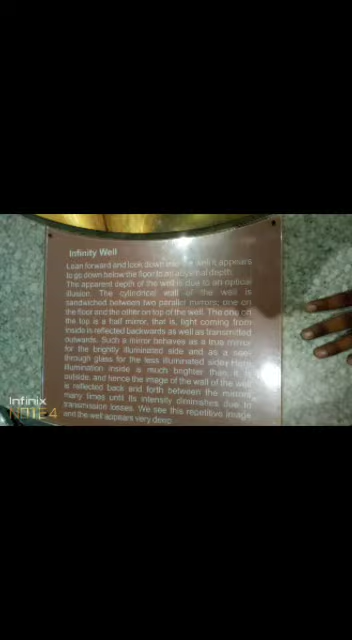 Infinity Well
Lean forward and look down into the well it appears
to go down below the floor to an abysmal depth.
The apparent depth of the well is due to an optical
illusion. The cylindrical wall of the well is
sandwiched between two parallel mirrors; one on
the floor and the other on top of the well. The one on
the top is a half mirror, that is, light coming from
inside is reflected backwards as well as transmitted
outwards. Such a mirror behaves as a true mirror
for the brightly illuminated side and as a see
through glass for the less illuminated side. Here
illumination inside is much brighter than it is
outside, and hence the image of the wall of the well
is reflected back and forth between the mirrors
many times until its intensity diminishes due to
transmission losses. We see this repetitive image
and the well appears very deep.
Infinix
NOTE 4